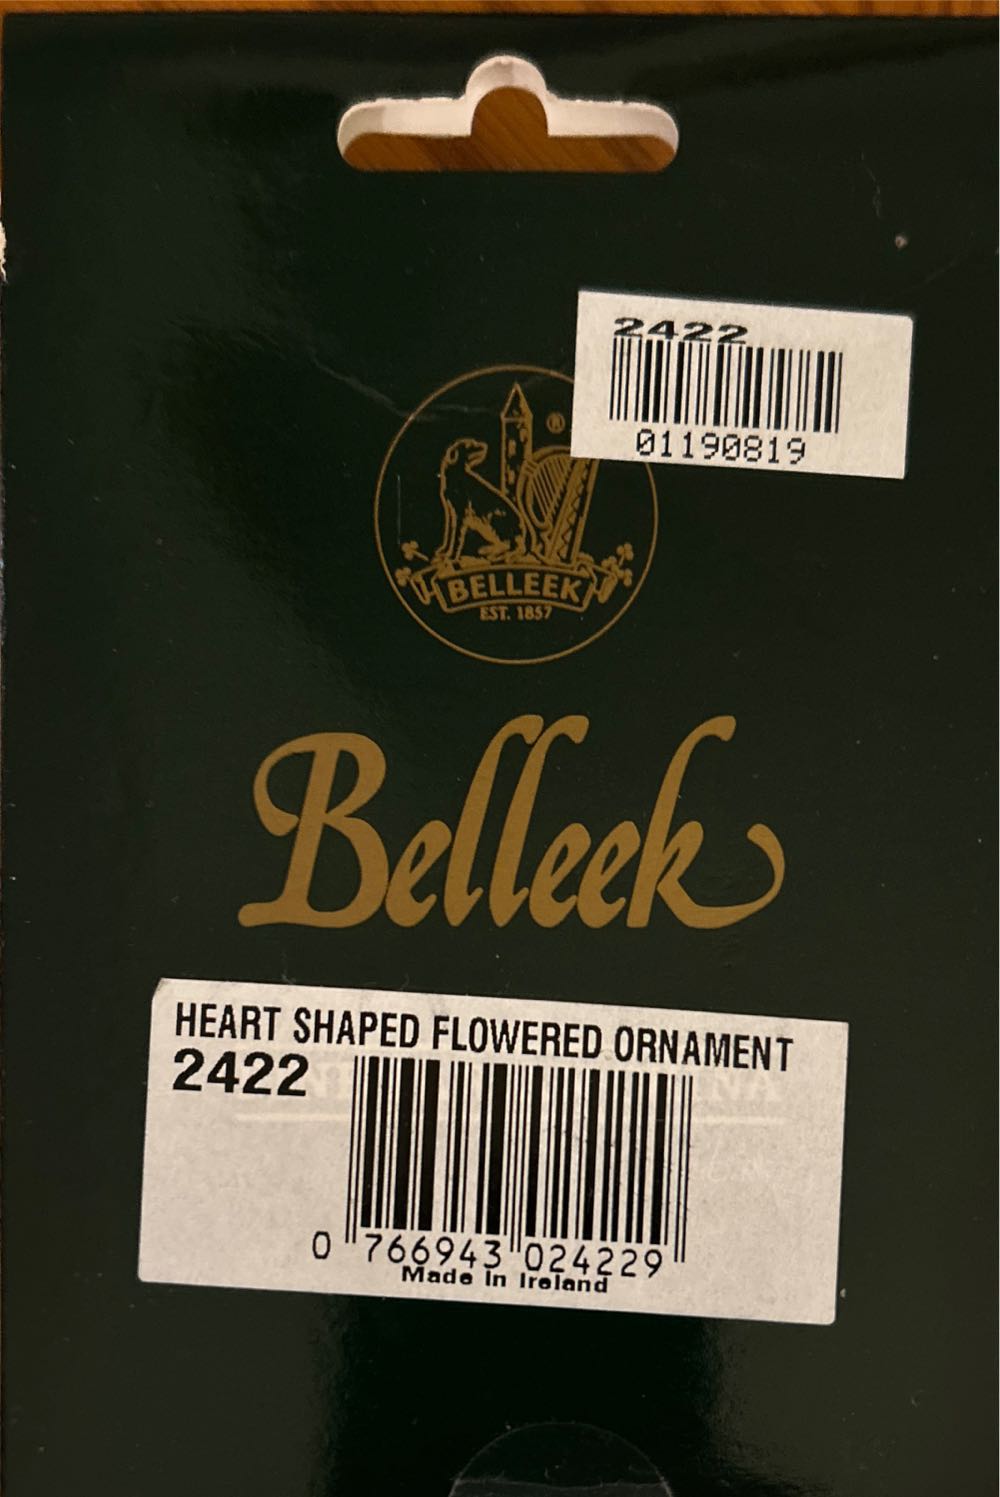 2422
01190819
®
BELLEEK
EST. 1857
Belleek
HEART SHAPED FLOWERED ORNAMENT
2422
0 766943 024229
Made In Ireland